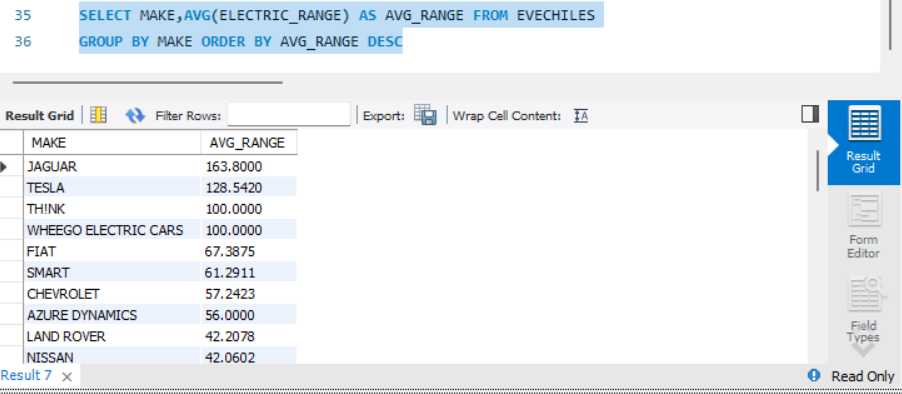 35 SELECT MAKE,AVG(ELECTRIC_RANGE) AS AVG_RANGE FROM EVECHILES
36 GROUP BY MAKE ORDER BY AVG_RANGE DESC
Result Grid Filter Rows: Export: Wrap Cell Content: IA
MAKE AVG_RANGE
JAGUAR 163.8000
TESLA 128.5420
TH!NK 100.0000
WHEEGO ELECTRIC CARS 100.0000
FIAT 67.3875
SMART 61.2911
CHEVROLET 57.2423
AZURE DYNAMICS 56.0000
LAND ROVER 42.2078
NISSAN 42.0602
Result
Grid
Form
Editor
Field
Types
Result 7 ×
Read Only